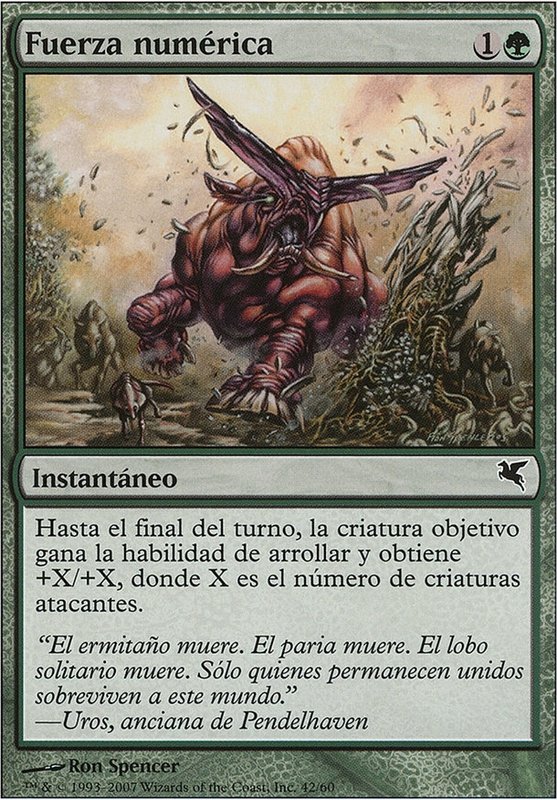 Fuerza numérica
1
Instantáneo
Hasta el final del turno, la criatura objetivo
gana la habilidad de arrollar y obtiene
+X/+X, donde X es el número de criaturas
atacantes.
“El ermitaño muere. El paria muere. El lobo
solitario muere. Sólo quienes permanecen unidos
sobreviven a este mundo.”
—Uros, anciana de Pendelhaven
Ron Spencer
™ & © 1993–2007 Wizards of the Coast, Inc. 42/60